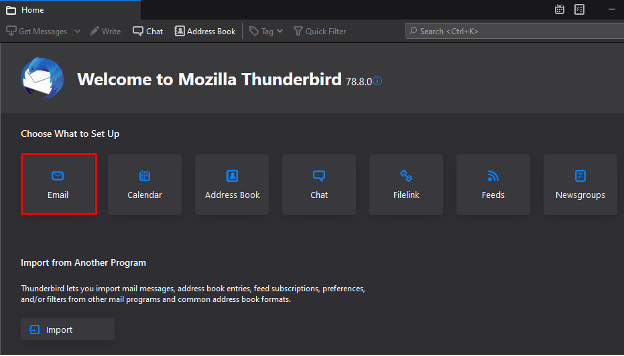 Home
Get Messages
Write
Chat
Address Book
Tag
Quick Filter
Search <Ctrl+K>
Welcome to Mozilla Thunderbird 78.8.0
Choose What to Set Up
Email
Calendar
Address Book
Chat
Filelink
Feeds
Newsgroups
Import from Another Program
Thunderbird lets you import mail messages, address book entries, feed subscriptions, preferences,
and/or filters from other mail programs and common address book formats.
Import